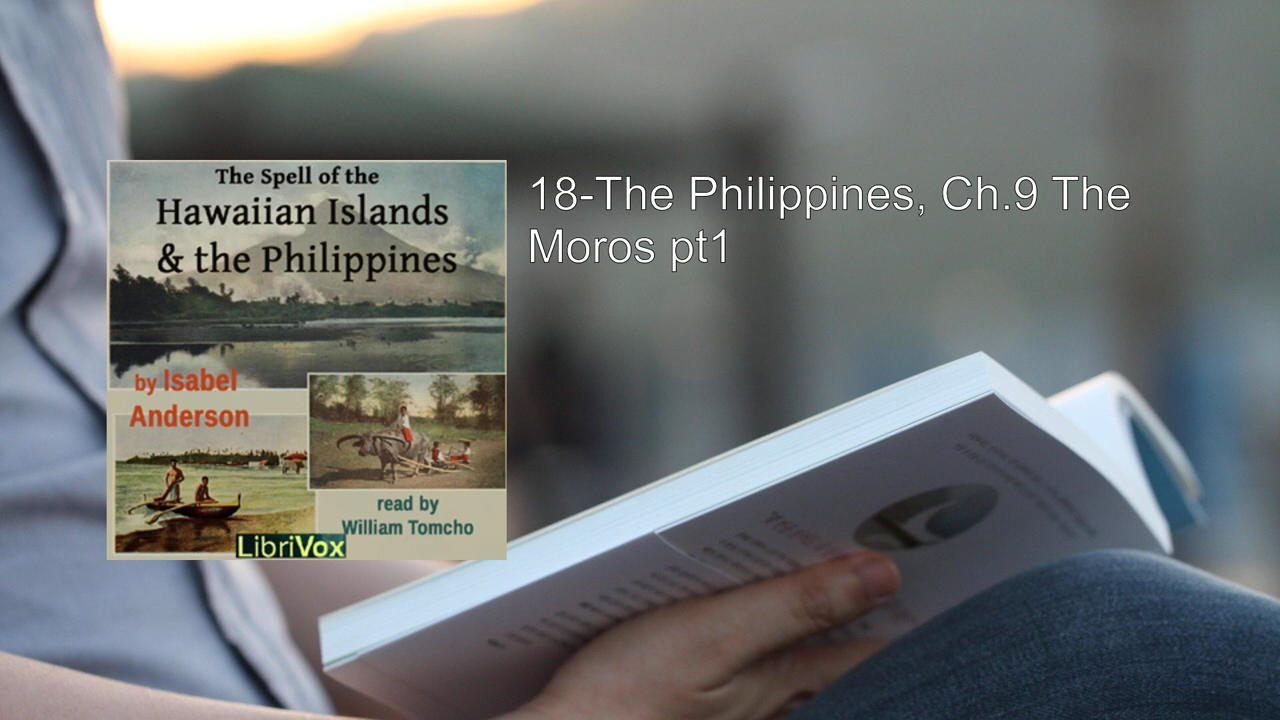 The Spell of the
Hawaiian Islands
& the Philippines
by Isabel
Anderson
read by
William Tomcho
LibriVox
18-The Philippines, Ch.9 The
Moros pt1